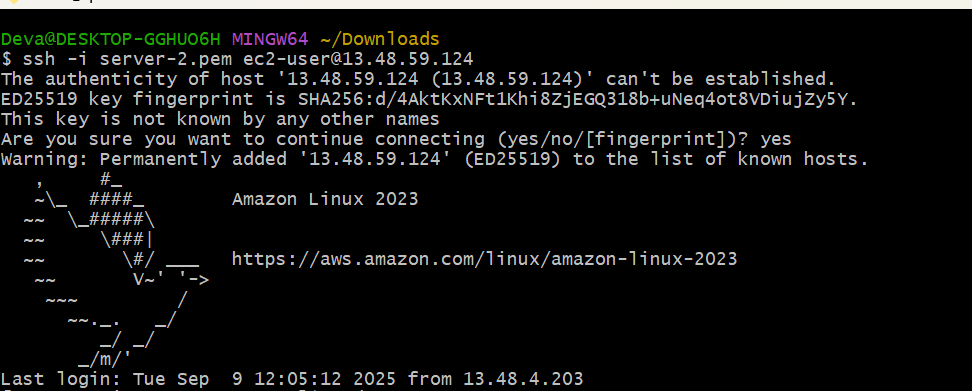 Deva@DESKTOP-GGHUO6H MINGW64 ~/Downloads
$ ssh -i server-2.pem ec2-user@13.48.59.124
The authenticity of host '13.48.59.124 (13.48.59.124)' can't be established.
ED25519 key fingerprint is SHA256:d/4AktKxNFt1Khi8ZjEGQ318b+uNeq4ot8VDiujZy5Y.
This key is not known by any other names
Are you sure you want to continue connecting (yes/no/[fingerprint])? yes
Warning: Permanently added '13.48.59.124' (ED25519) to the list of known hosts.
   ,     #_
   ~\_  ####_        Amazon Linux 2023
  ~~  \_#####\
  ~~     \###|
  ~~       \#/ ___   https://aws.amazon.com/linux/amazon-linux-2023
   ~~       V~' '->
    ~~~         /
      ~~._.   _/
         _/ _/
       _/m/'
Last login: Tue Sep  9 12:05:12 2025 from 13.48.4.203